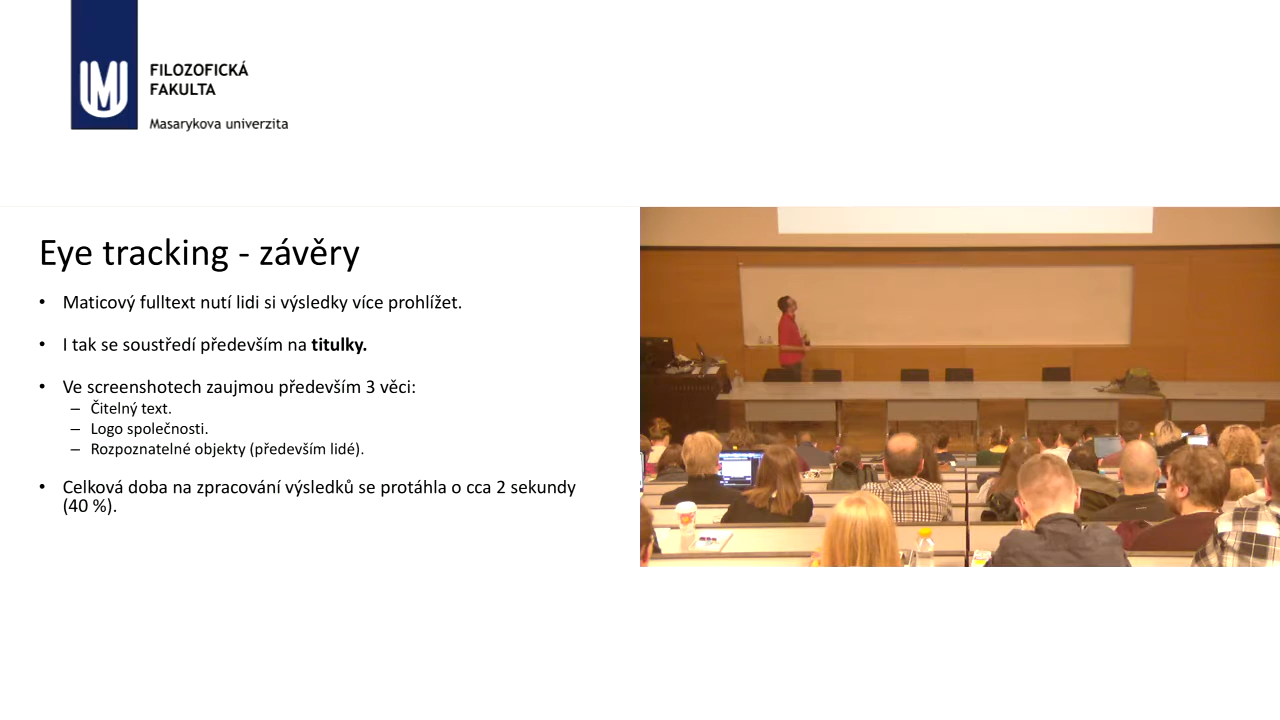 FILOZOFICKÁ
FAKULTA
Masarykova univerzita
Eye tracking - závěry
• Maticový fulltext nutí lidi si výsledky více prohlížet.
• I tak se soustředí především na titulky.
• Ve screenshotech zaujmou především 3 věci:
– Čitelný text.
– Logo společnosti.
– Rozpoznatelné objekty (především lidé).
• Celková doba na zpracování výsledků se protáhla o cca 2 sekundy
(40 %).